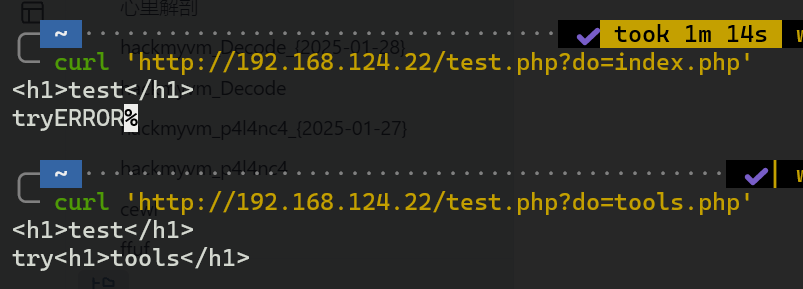 心里解剖
~ took 1m 14s
hackmyvm_Decode_{2025-01-28}
curl 'http://192.168.124.22/test.php?do=index.php'
<h1>test</h1>
hackmyvm_Decode
tryERROR%
hackmyvm_p4l4nc4_{2025-01-27}
~
hackmyvm_p4l4nc4
curl 'http://192.168.124.22/test.php?do=tools.php'
cewl
<h1>test</h1>
ffuf
try<h1>tools</h1>